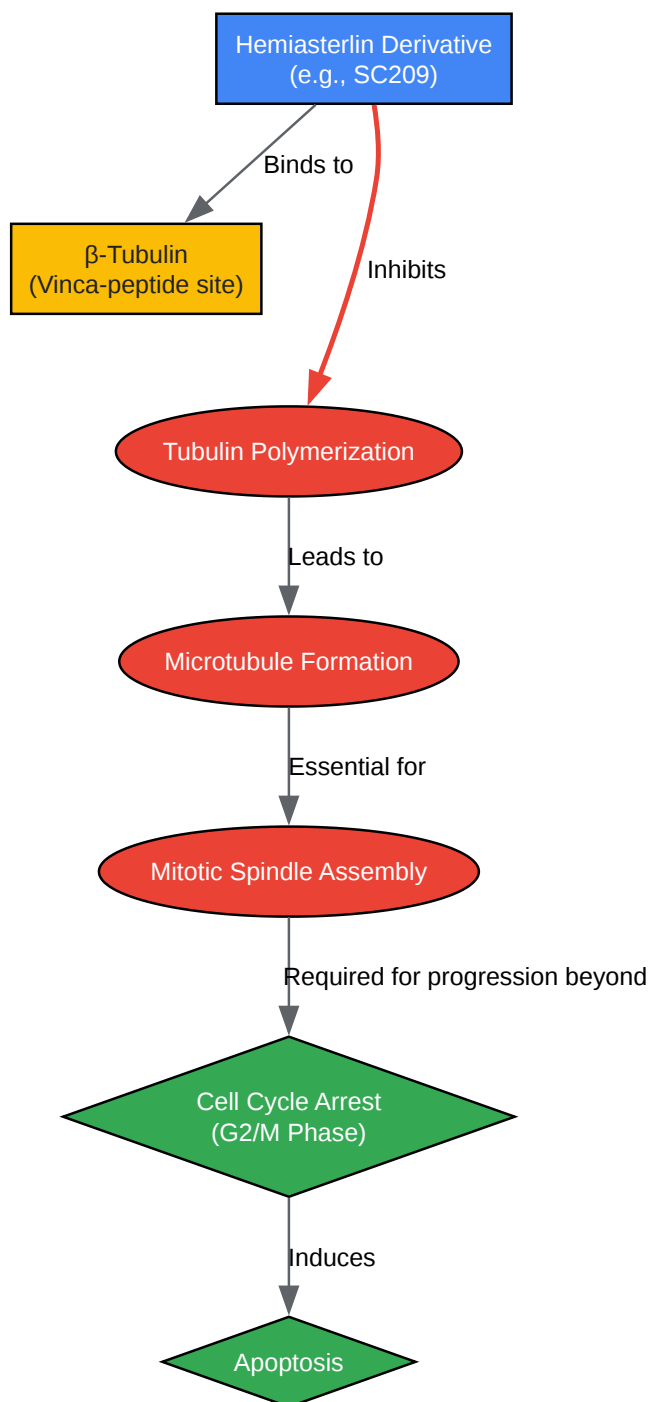 Hemiasterlin Derivative
(e.g., SC209)
Binds to
β-Tubulin
(Vinca-peptide site)
Inhibits
Tubulin Polymerization
Leads to
Microtubule Formation
Essential for
Mitotic Spindle Assembly
Required for progression beyond
Cell Cycle Arrest
(G2/M Phase)
Induces
Apoptosis